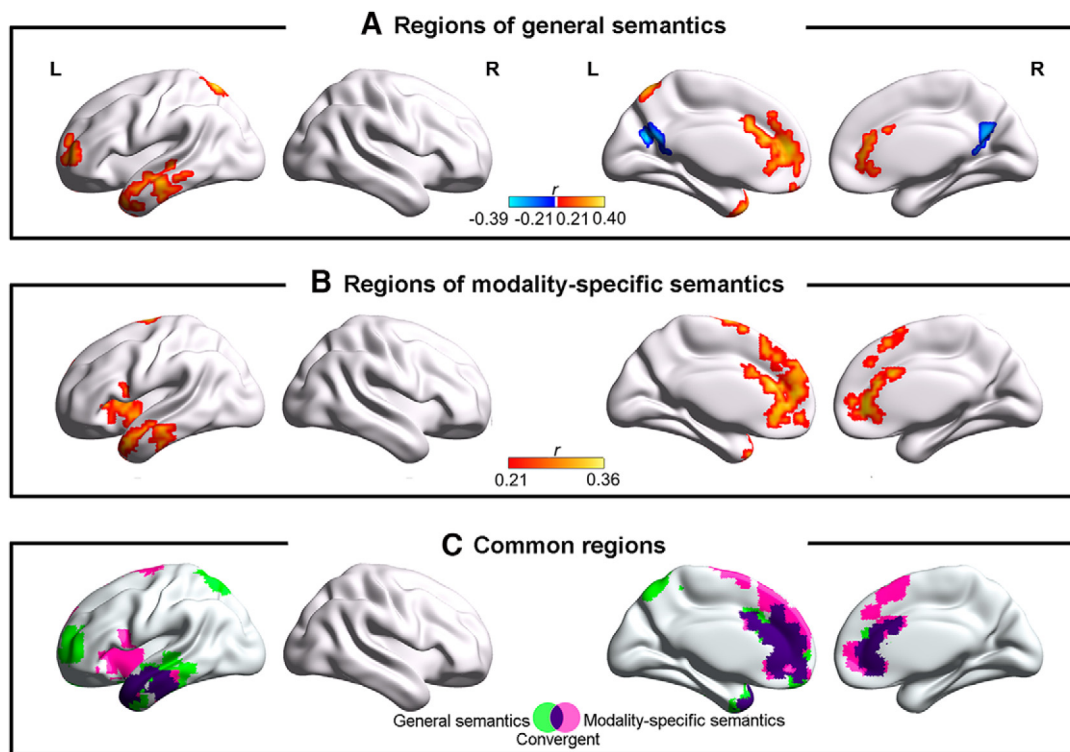 A Regions of general semantics
L R L R
r
-0.39 -0.21 0.21 0.40
B Regions of modality-specific semantics
r
0.21 0.36
C Common regions
General semantics Modality-specific semantics
Convergent